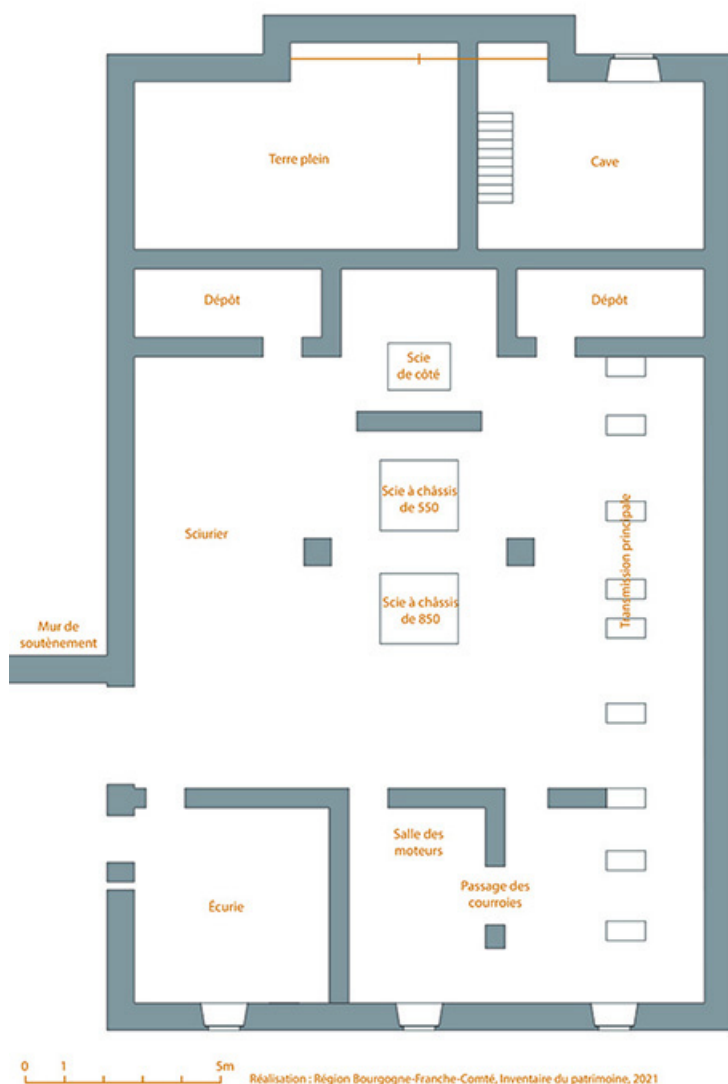 Terre plein
Cave
Dépôt
Dépôt
Scie
de côté
Scie à châssis
de 550
Sciurier
Transmission principale
Scie à châssis
de 850
Mur de
soutènement
Salle des
moteurs
Passage des
courroies
Écurie
0 1 5m
Réalisation : Région Bourgogne-Franche-Comté, Inventaire du patrimoine, 2021